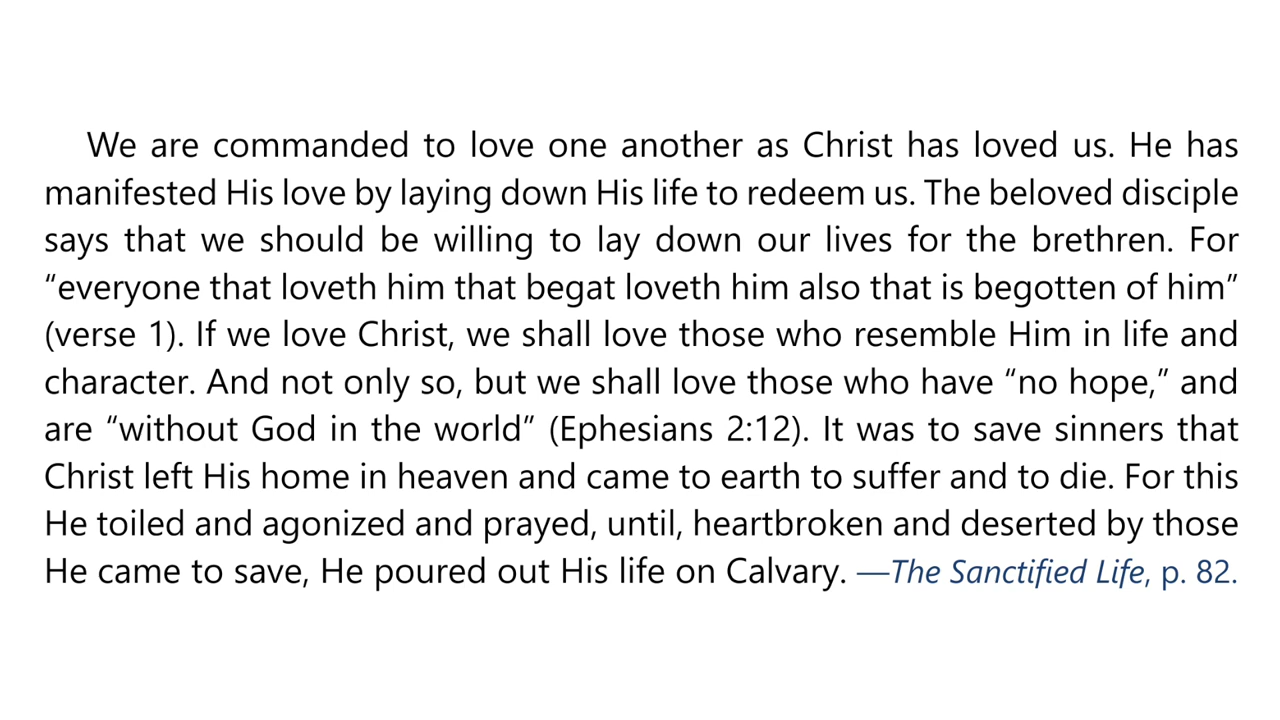 We are commanded to love one another as Christ has loved us. He has
manifested His love by laying down His life to redeem us. The beloved disciple
says that we should be willing to lay down our lives for the brethren. For
“everyone that loveth him that begat loveth him also that is begotten of him”
(verse 1). If we love Christ, we shall love those who resemble Him in life and
character. And not only so, but we shall love those who have “no hope,” and
are “without God in the world” (Ephesians 2:12). It was to save sinners that
Christ left His home in heaven and came to earth to suffer and to die. For this
He toiled and agonized and prayed, until, heartbroken and deserted by those
He came to save, He poured out His life on Calvary. —The Sanctified Life, p. 82.